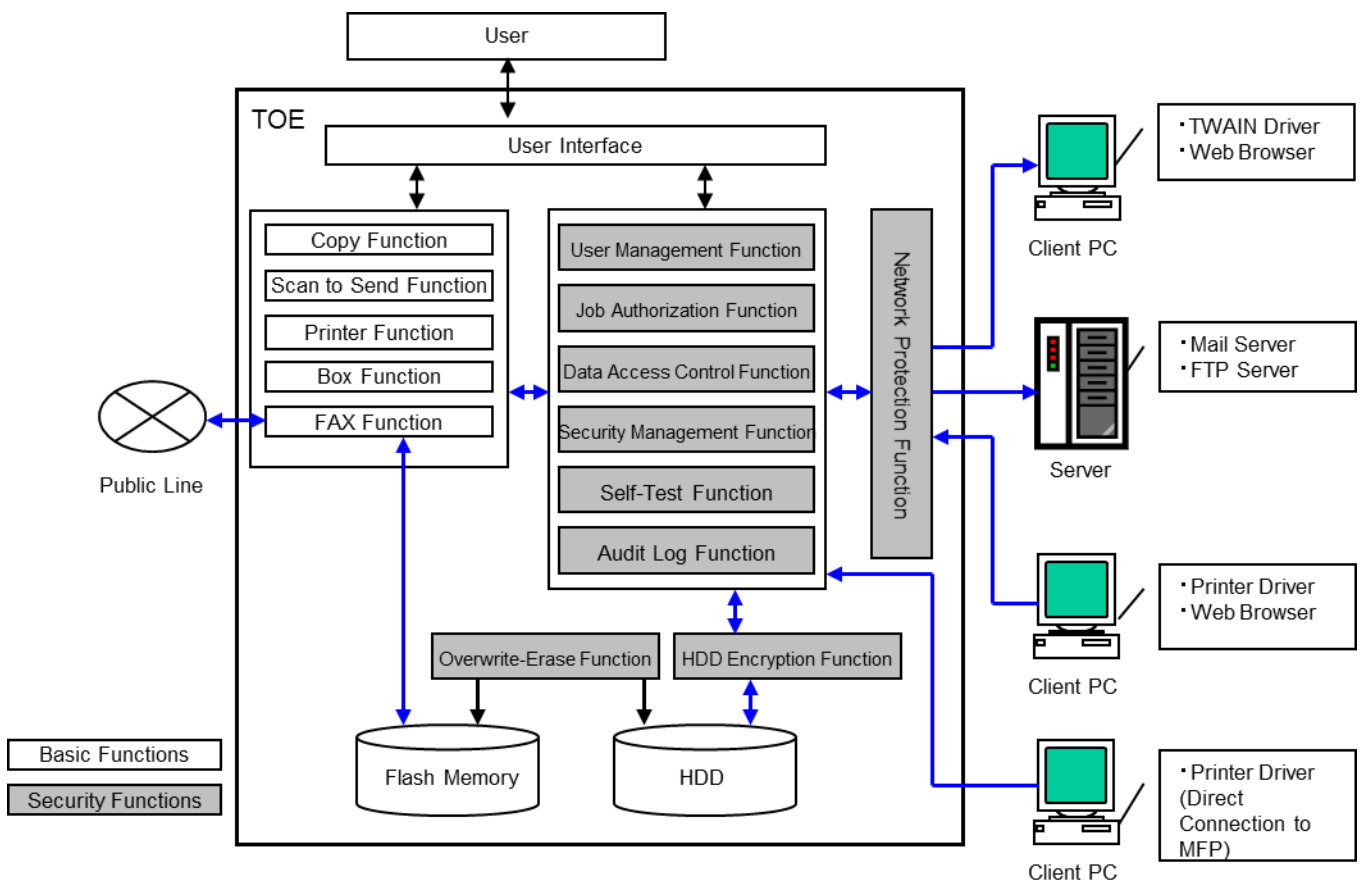 User
TOE
User Interface
Copy Function
Scan to Send Function
Printer Function
Box Function
FAX Function
Public Line
User Management Function
Job Authorization Function
Data Access Control Function
Security Management Function
Self-Test Function
Audit Log Function
Network Protection Function
Overwrite-Erase Function
HDD Encryption Function
Flash Memory
HDD
Basic Functions
Security Functions
・TWAIN Driver
・Web Browser
Client PC
・Mail Server
・FTP Server
Server
・Printer Driver
・Web Browser
Client PC
・Printer Driver
(Direct
Connection to
MFP)
Client PC